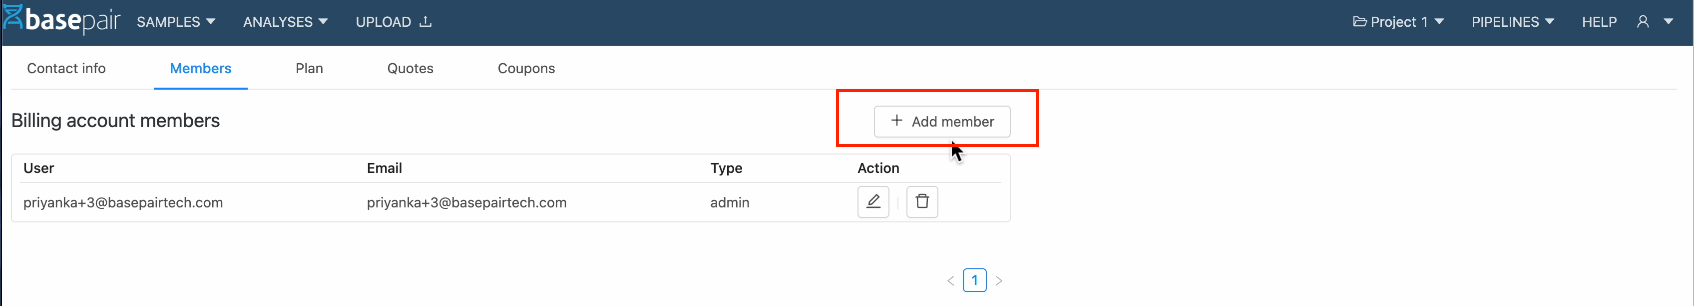 basepair SAMPLES ANALYSES UPLOAD Project 1 PIPELINES HELP
Contact info Members Plan Quotes Coupons
Billing account members + Add member
User Email Type Action
priyanka+3@basepairtech.com priyanka+3@basepairtech.com admin
< 1 >